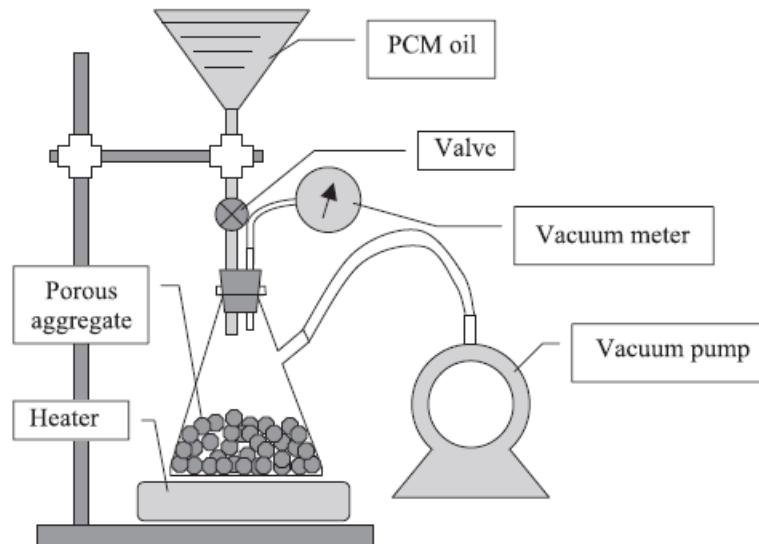 PCM oil
Valve
Vacuum meter
Porous
aggregate
Vacuum pump
Heater